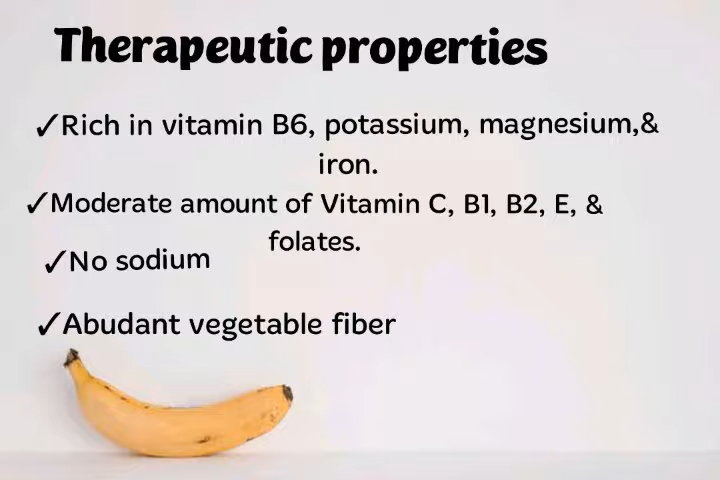 Therapeutic properties
✓Rich in vitamin B6, potassium, magnesium,&
iron.
✓Moderate amount of Vitamin C, B1, B2, E, &
folates.
✓No sodium
✓Abudant vegetable fiber